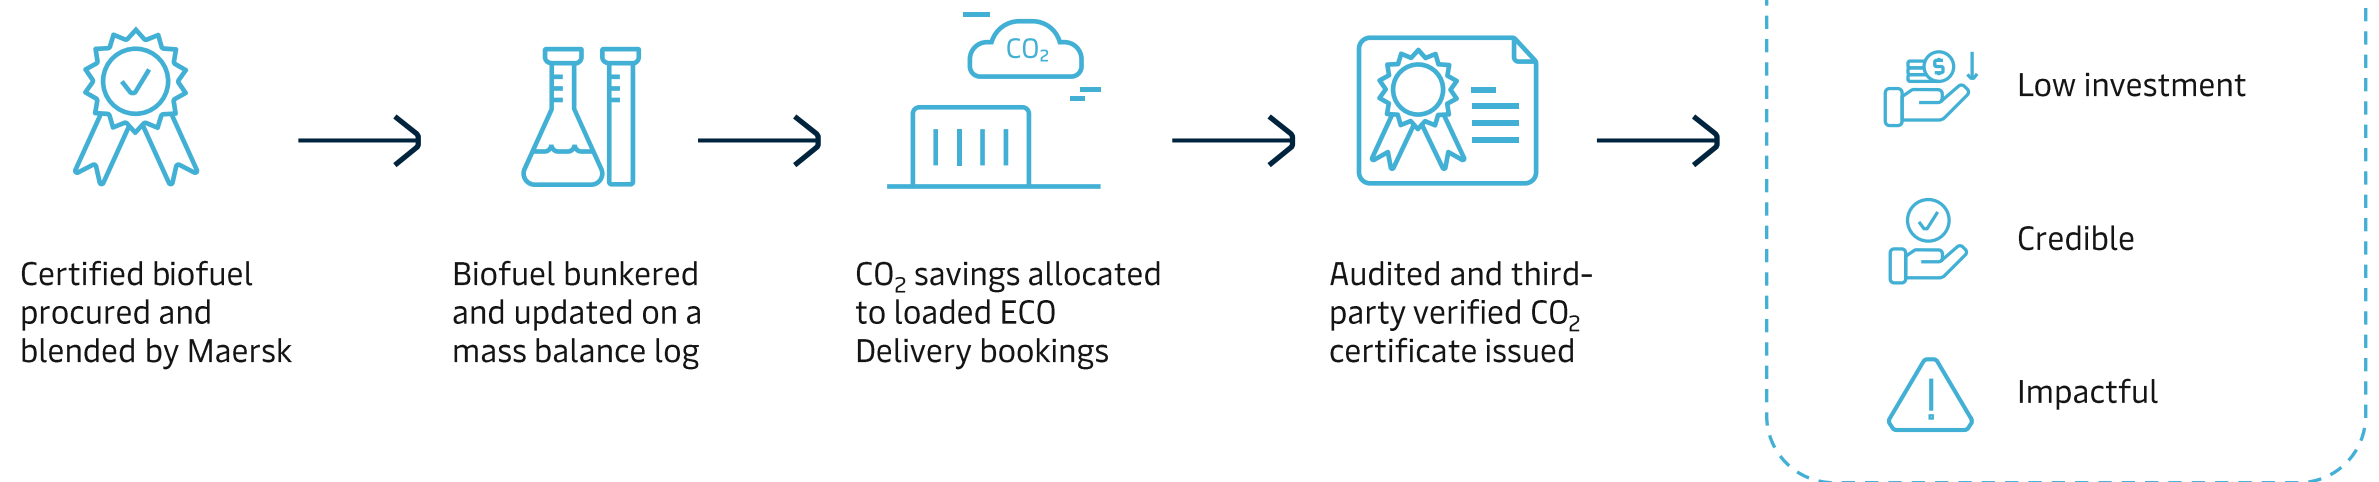 CO₂
Certified biofuel
procured and
blended by Maersk
Biofuel bunkered
and updated on a
mass balance log
CO₂ savings allocated
to loaded ECO
Delivery bookings
Audited and third-
party verified CO₂
certificate issued
$
Low investment
Credible
!
Impactful